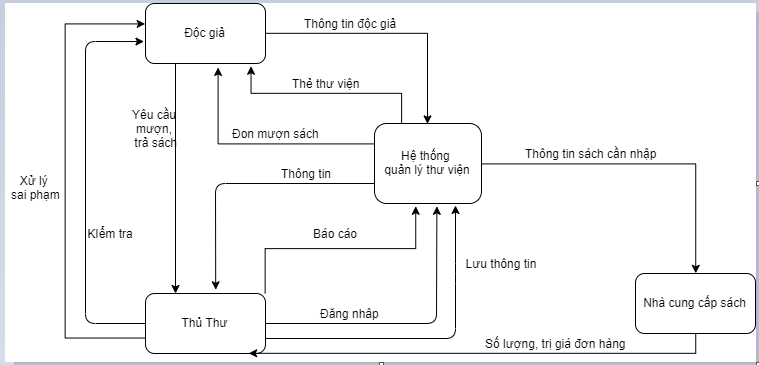 Độc giả
Thông tin độc giả
Thẻ thư viện
Yêu cầu
mượn,
trả sách
Đon mượn sách
Hệ thống
quản lý thư viện
Thông tin sách cần nhập
Thông tin
Xử lý
sai phạm
Kiểm tra
Báo cáo
Lưu thông tin
Thủ Thư
Đăng nhâp
Nhà cung cấp sách
Số lượng, trị giá đơn hàng